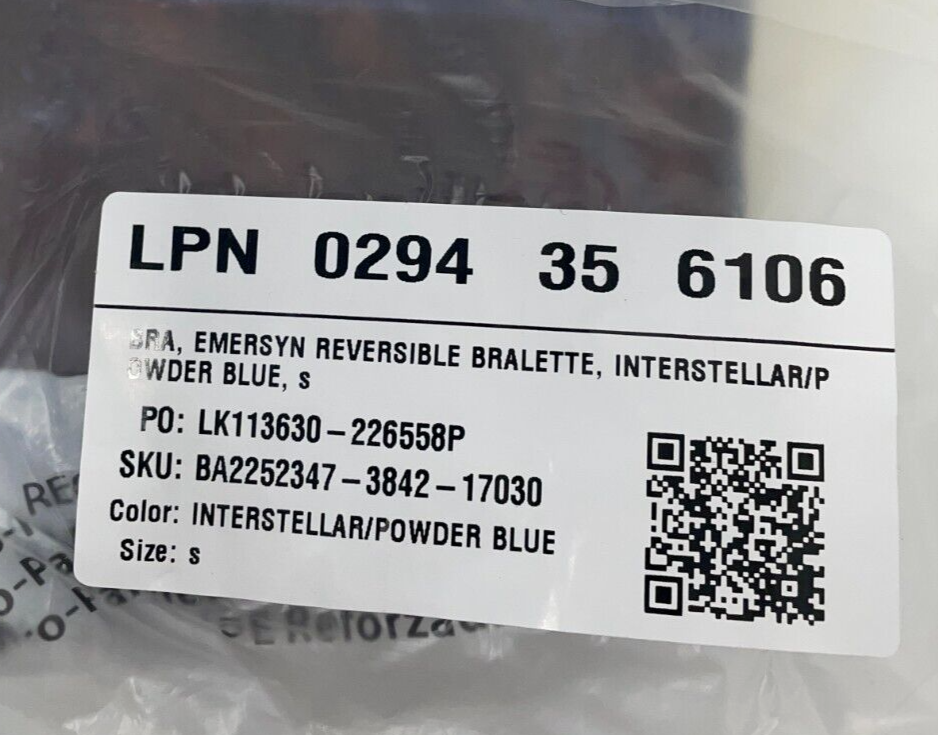 LPN 0294 35 6106
BRA, EMERSYN REVERSIBLE BRALETTE, INTERSTELLAR/P
OWDER BLUE, s
PO: LK113630-226558P
SKU: BA2252347-3842-17030
Color: INTERSTELLAR/POWDER BLUE
Size: s